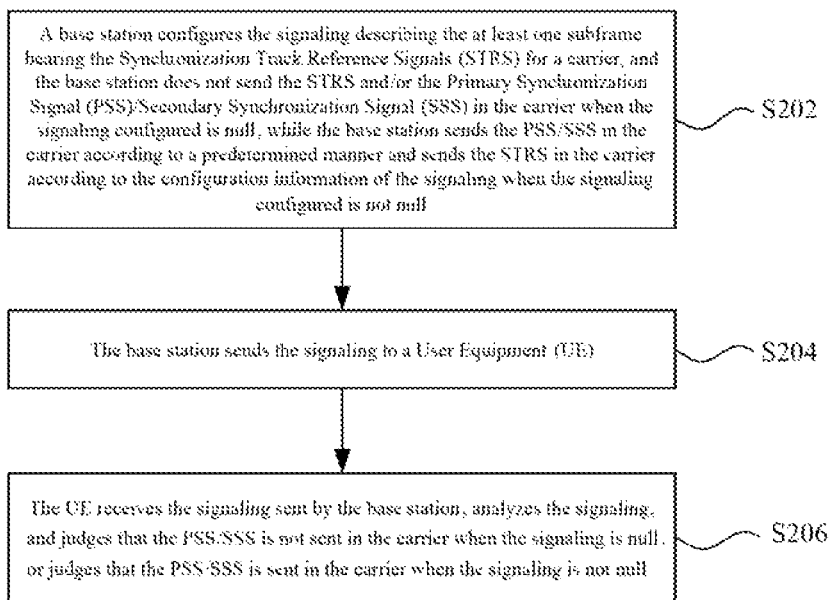 A base station configures the signaling describing the at least one subframe
bearing the Synchronization Track Reference Signals (STRS) for a carrier, and
the base station does not send the STRS and/or the Primary Synchronization
Signal (PSS)/Secondary Synchronization Signal (SSS) in the carrier when the
signaling configured is null, while the base station sends the PSS/SSS in the
carrier according to a predetermined manner and sends the STRS in the carrier
according to the configuration information of the signaling when the signaling
configured is not null
S202
The base station sends the signaling to a User Equipment (UE)
S204
The UE receives the signaling sent by the base station, analyzes the signaling,
and judges that the PSS/SSS is not sent in the carrier when the signaling is null,
or judges that the PSS/SSS is sent in the carrier when the signaling is not null
S206